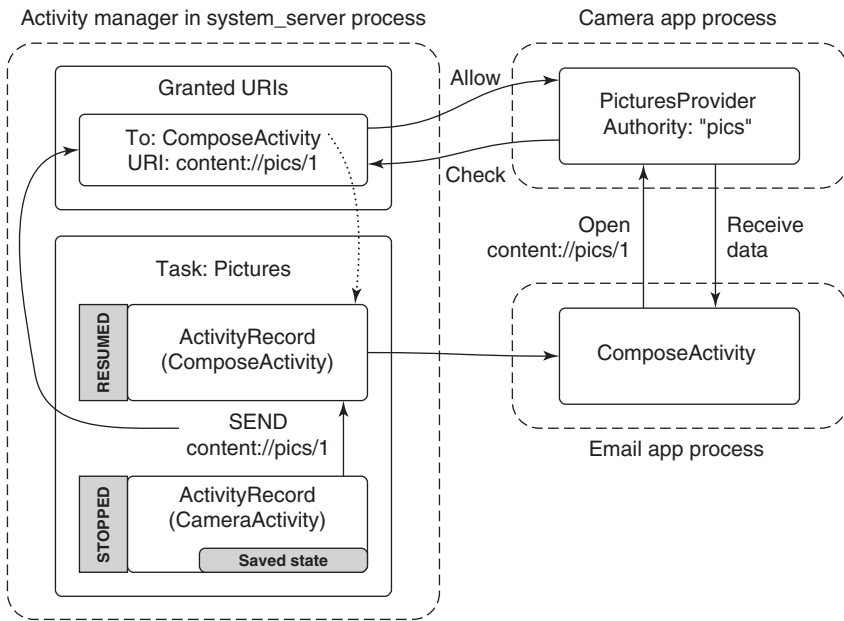 Activity manager in system_server process
Granted URIs
To: ComposeActivity
URI: content://pics/1
Task: Pictures
RESUMED
ActivityRecord
(ComposeActivity)
SEND
content://pics/1
STOPPED
ActivityRecord
(CameraActivity)
Saved state
Allow
Check
Camera app process
PicturesProvider
Authority: "pics"
Open
content://pics/1
Receive
data
ComposeActivity
Email app process